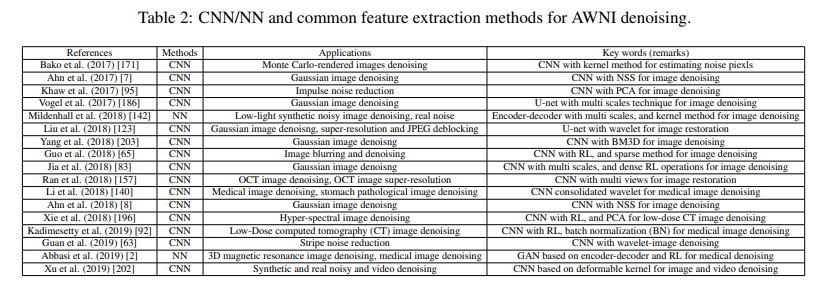 Table 2: CNN/NN and common feature extraction methods for AWNI denoising.
References Methods Applications Key words (remarks)
Bako et al. (2017) [171] CNN Monte Carlo-rendered images denoising CNN with kernel method for estimating noise piexls
Ahn et al. (2017) [7] CNN Gaussian image denoising CNN with NSS for image denoising
Khaw et al. (2017) [95] CNN Impulse noise reduction CNN with PCA for image denoising
Vogel et al. (2017) [186] CNN Gaussian image denoising U-net with multi scales technique for image denoising
Mildenhall et al. (2018) [142] NN Low-light synthetic noisy image denoising, real noise Encoder-decoder with multi scales, and kernel method for image denoising
Liu et al. (2018) [123] CNN Gaussian image denoisng, super-resolution and JPEG deblocking U-net with wavelet for image restoration
Yang et al. (2018) [203] CNN Gaussian image denoisng CNN with BM3D for image denoising
Guo et al. (2018) [65] CNN Image blurring and denoising CNN with RL, and sparse method for image denoising
Jia et al. (2018) [83] CNN Gaussian image denoisng CNN with multi scales, and dense RL operations for image denoising
Ran et al. (2018) [157] CNN OCT image denoising, OCT image super-resolution CNN with multi views for image restoration
Li et al. (2018) [140] CNN Medical image denoising, stomach pathological image denoising CNN consolidated wavelet for medical image denoising
Ahn et al. (2018) [8] CNN Gaussian image denoisng CNN with NSS for image denoising
Xie et al. (2018) [196] CNN Hyper-spectral image denoisng CNN with RL, and PCA for low-dose CT image denoising
Kadimesetty et al. (2019) [92] CNN Low-Dose computed tomography (CT) image denoising CNN with RL, batch normalization (BN) for medical image denoising
Guan et al. (2019) [63] CNN Stripe noise reduction CNN with wavelet-image denoising
Abbasi et al. (2019) [2] NN 3D magnetic resonance image denoising, medical image denoising GAN based on encoder-decoder and RL for medical denoising
Xu et al. (2019) [202] CNN Synthetic and real noisy and video denoising CNN based on deformable kernel for image and video denoising